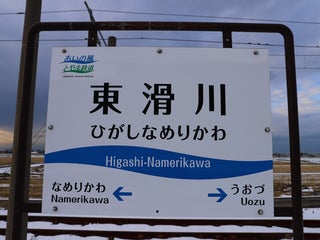 あいの風
とやま鉄道
東滑川
ひがしなめりかわ
Higashi-Namerikawa
なめりかわ
Namerikawa
うおづ
Uozu